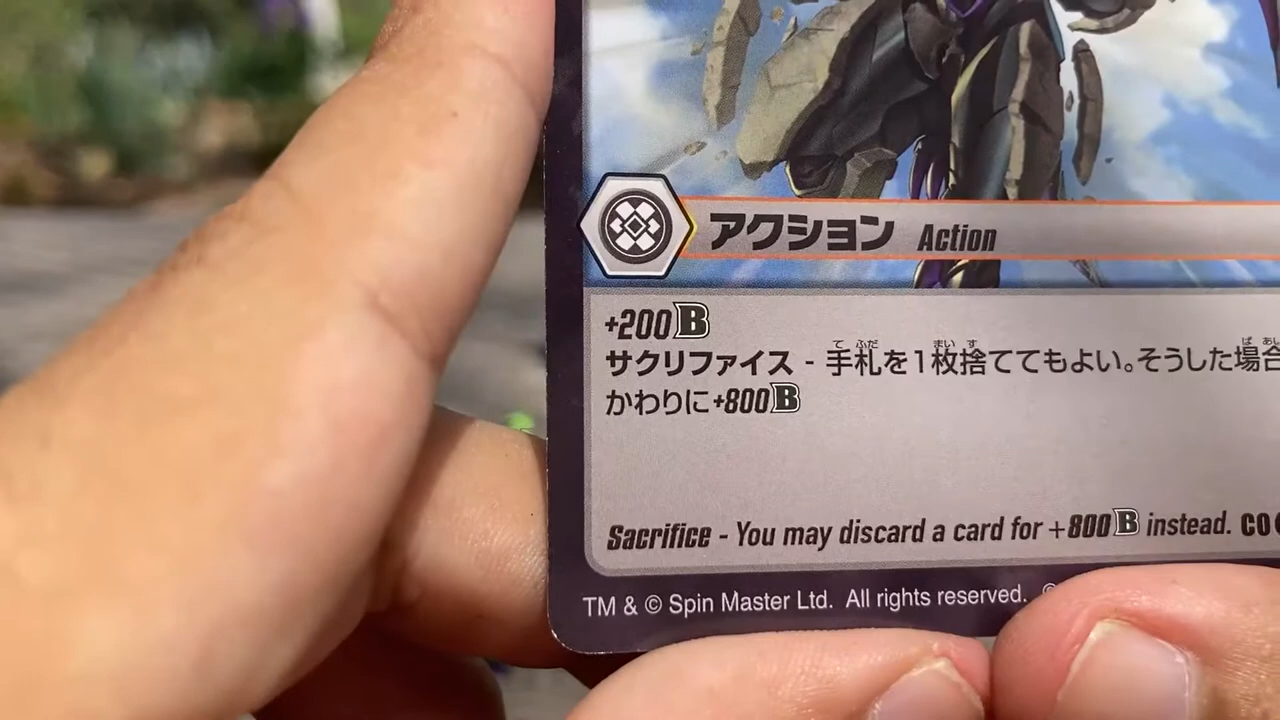 アクション Action
+200B
サクリファイス - 手札を1枚捨ててもよい。そうした場合
かわりに+800B
Sacrifice - You may discard a card for +800B instead.
TM & © Spin Master Ltd. All rights reserved.